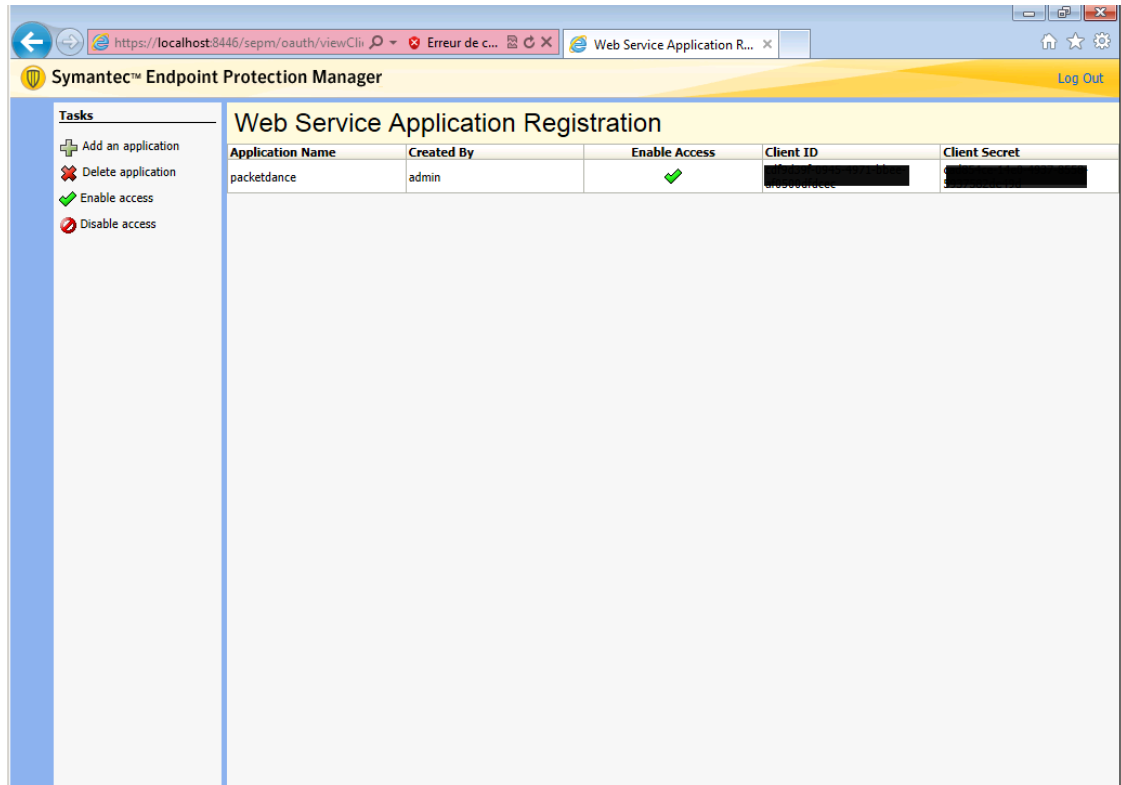 https://localhost:8446/sepm/oauth/viewCli Erreur de c... Web Service Application R...
Symantec™ Endpoint Protection Manager Log Out
Tasks
Add an application
Delete application
Enable access
Disable access
Web Service Application Registration
Application Name Created By Enable Access Client ID Client Secret
packetdance admin